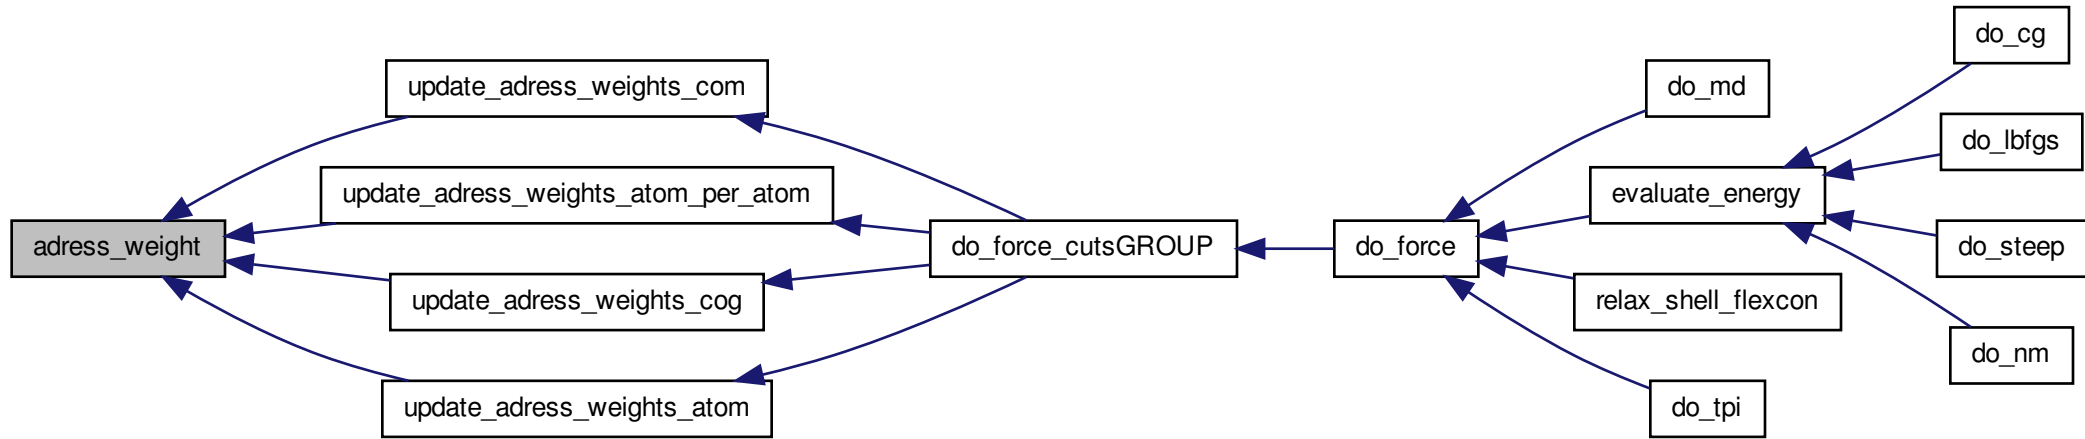 adress_weight
update_adress_weights_com
update_adress_weights_atom_per_atom
update_adress_weights_cog
update_adress_weights_atom
do_force_cutsGROUP
do_force
do_md
evaluate_energy
relax_shell_flexcon
do_tpi
do_cg
do_lbfgs
do_steep
do_nm